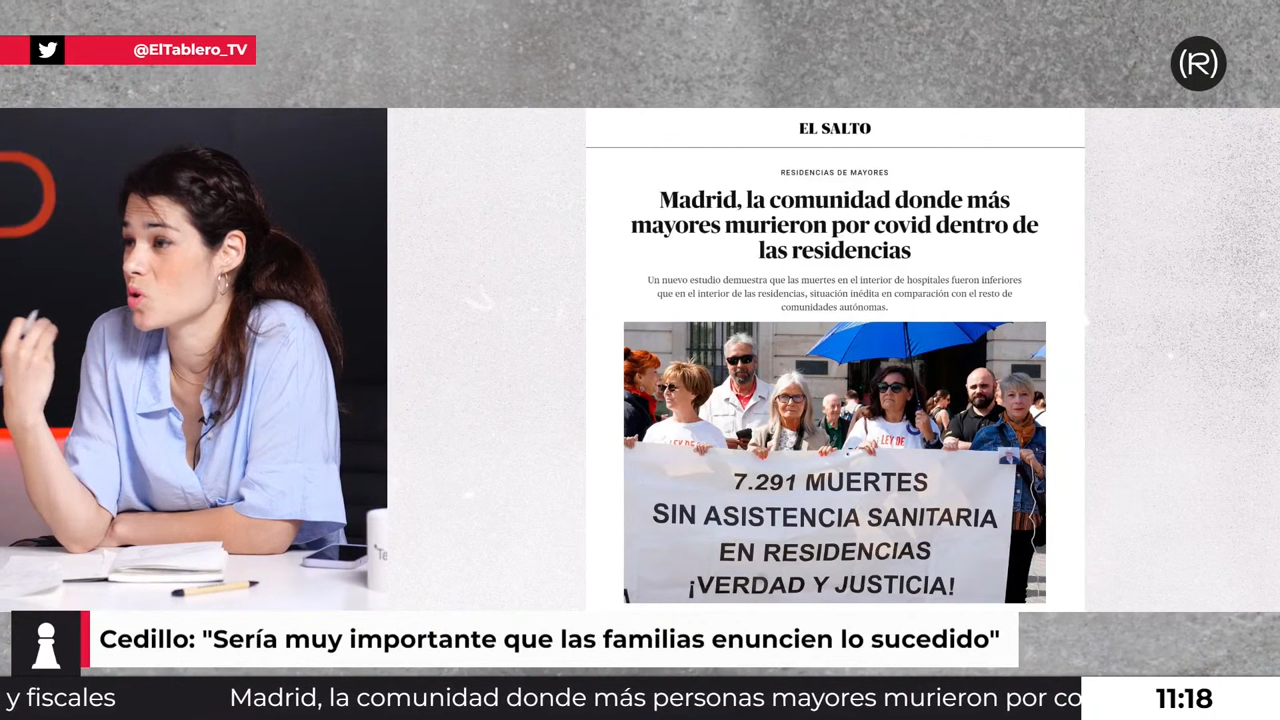 @ElTablero_TV
(R)
EL SALTO
RESIDENCIAS DE MAYORES
Madrid, la comunidad donde más
mayores murieron por covid dentro de
las residencias
Un nuevo estudio demuestra que las muertes en el interior de hospitales fueron inferiores
que en el interior de las residencias, situación inédita en comparación con el resto de
comunidades autónomas.
LEY DE
LEY DE
7.291 MUERTES
SIN ASISTENCIA SANITARIA
EN RESIDENCIAS
¡VERDAD Y JUSTICIA!
Cedillo: "Sería muy importante que las familias enuncien lo sucedido"
y fiscales
Madrid, la comunidad donde más personas mayores murieron por co
11:18